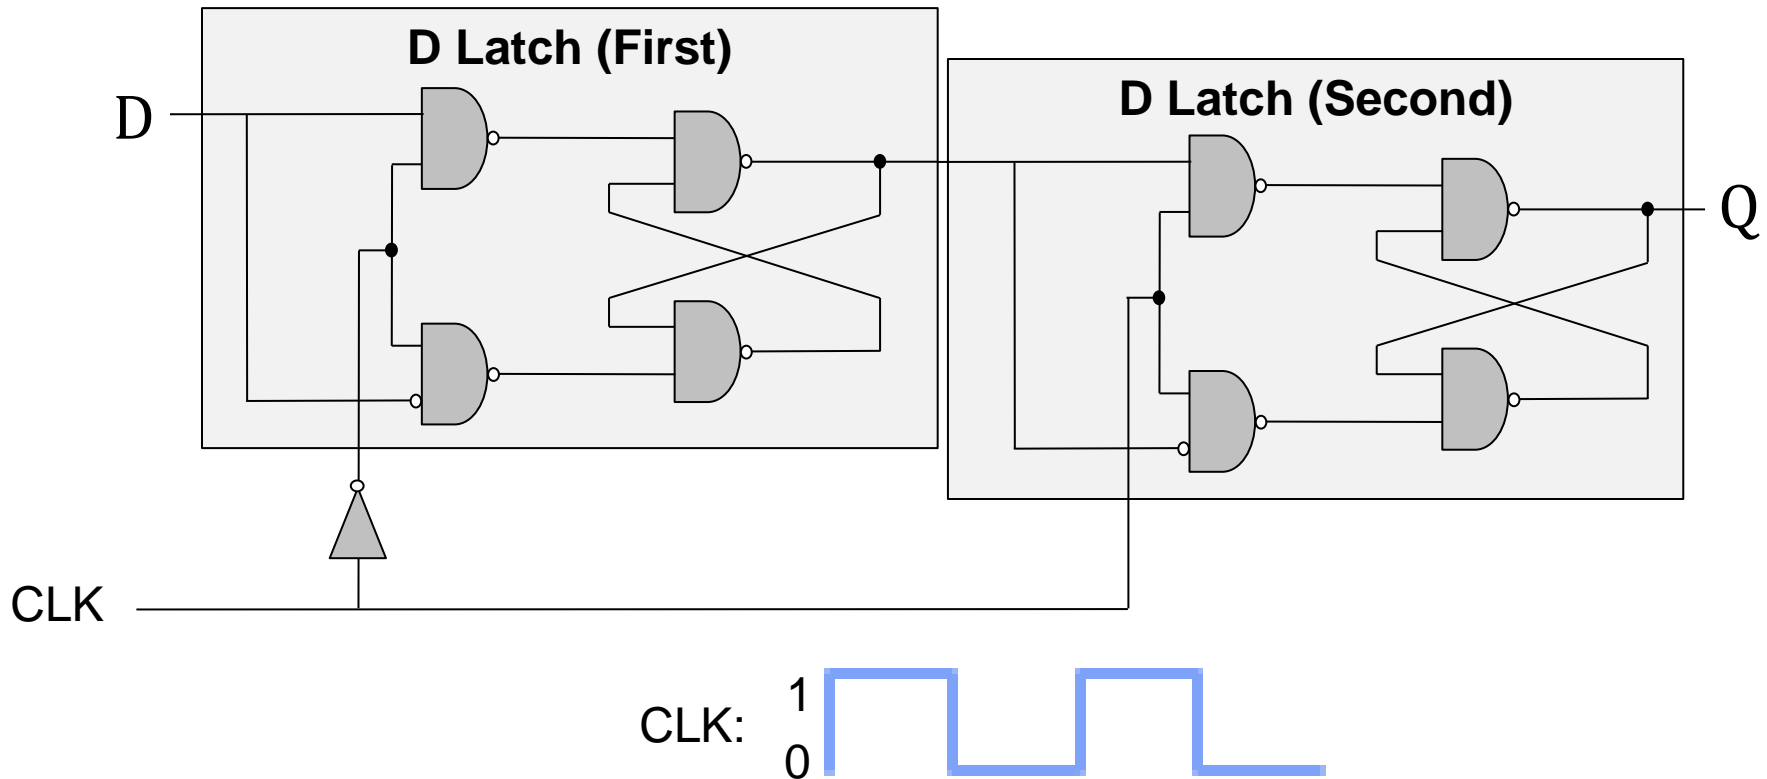 D Latch (First)
D Latch (Second)
D
Q
CLK
1
CLK:
0